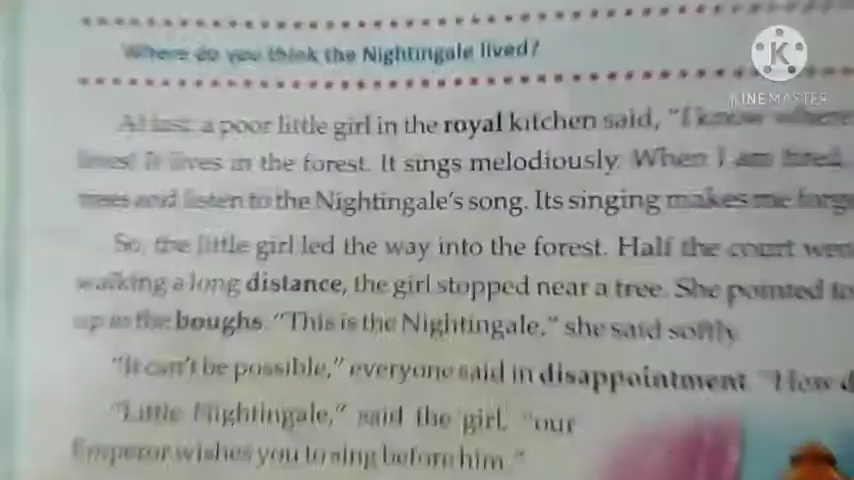 K
KINEMASTER
Where do you think the Nightingale lived?
At last a poor little girl in the royal kitchen said, "I know where
lives! It lives in the forest. It sings melodiously. When I am tired,
trees and listen to the Nightingale's song. Its singing makes me forge
So, the little girl led the way into the forest. Half the court wen
walking a long distance, the girl stopped near a tree. She pointed to
up in the boughs. "This is the Nightingale," she said softly.
"It can't be possible," everyone said in disappointment. "How d
"Little Nightingale," said the girl, "our
Emperor wishes you to sing before him."